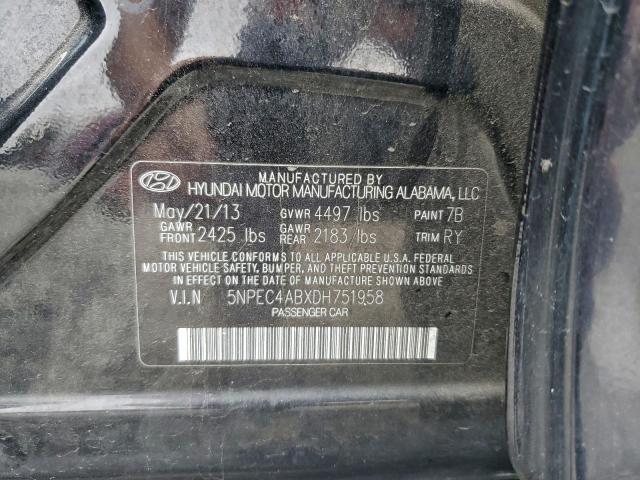 MANUFACTURED BY
HYUNDAI MOTOR MANUFACTURING ALABAMA, LLC
May/21/13 GVWR 4497 lbs PAINT 7B
GAWR FRONT 2425 lbs GAWR REAR 2183 lbs TRIM RY
THIS VEHICLE CONFORMS TO ALL APPLICABLE U.S.A. FEDERAL
MOTOR VEHICLE SAFETY, BUMPER, AND THEFT PREVENTION STANDARDS
IN EFFECT ON THE DATE OF MANUFACTURE SHOWN ABOVE.
V.I.N 5NPEC4ABXDH751958
PASSENGER CAR